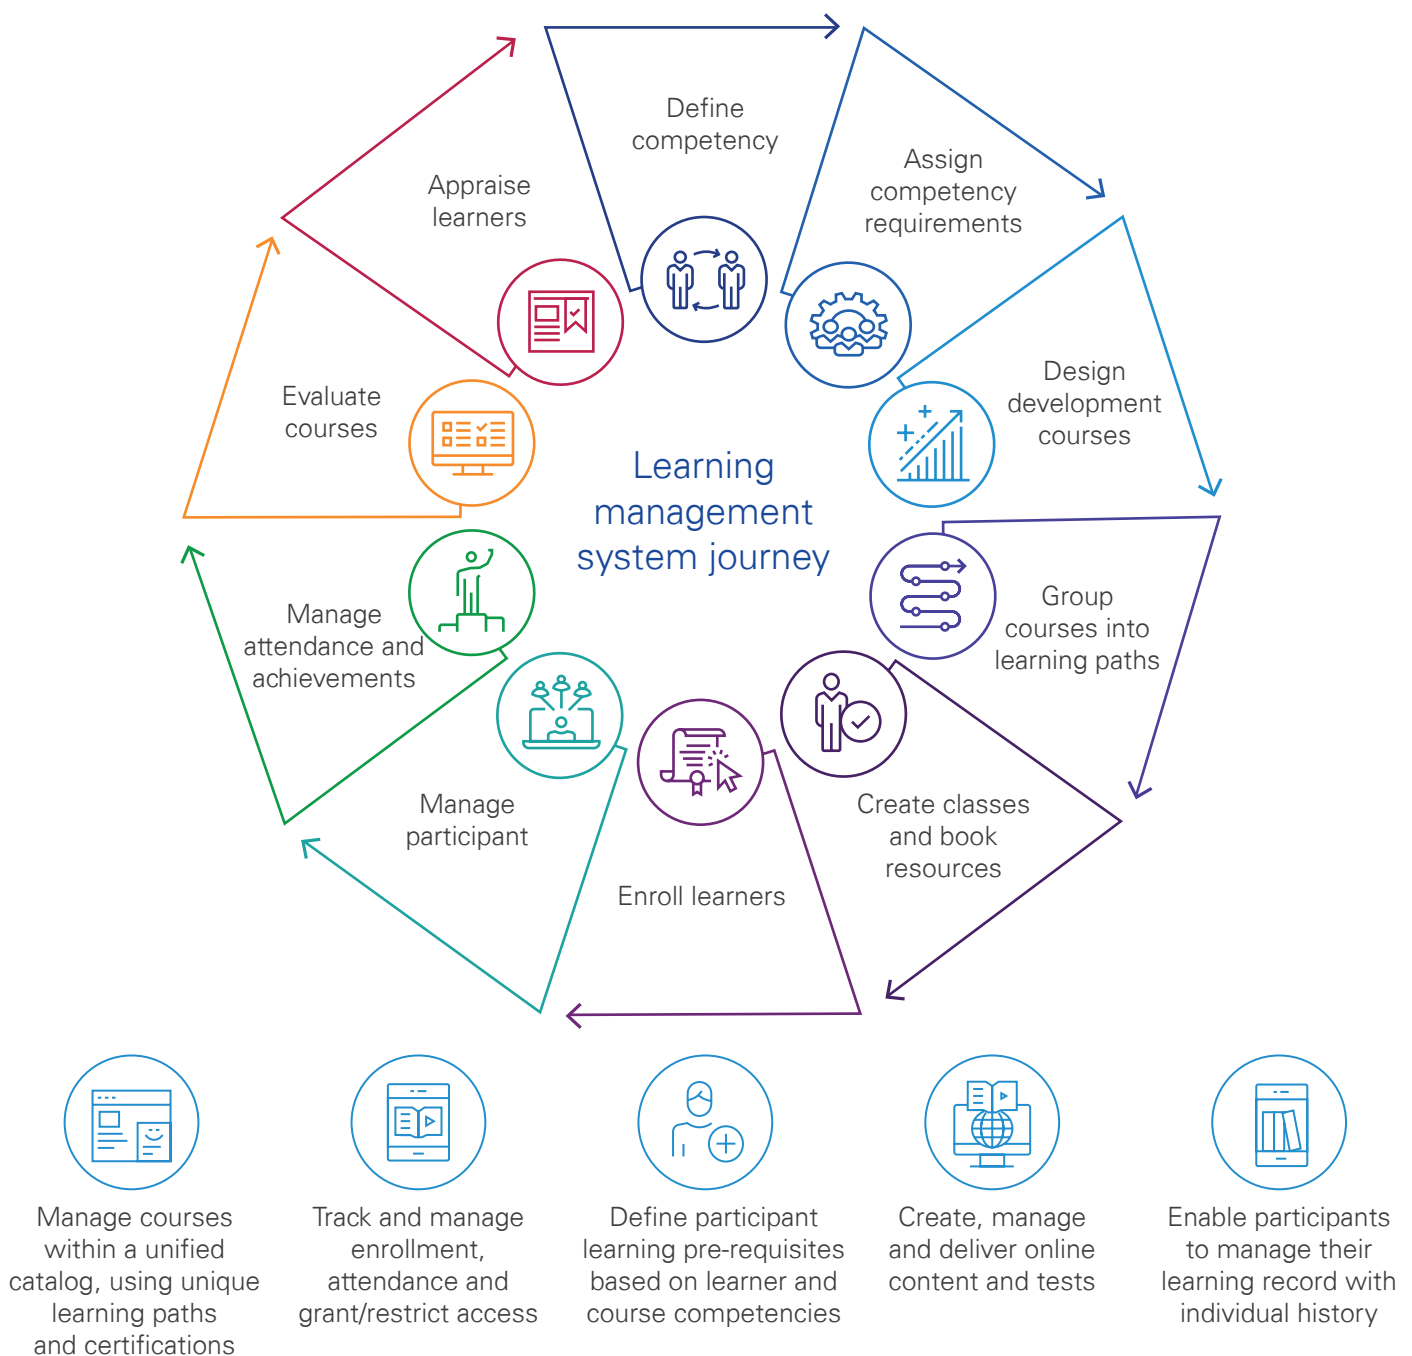 Define
competency
Assign
competency
requirements
Design
development
courses
Group
courses into
learning paths
Create classes
and book
resources
Enroll learners
Manage
participant
Manage
attendance and
achievements
Evaluate
courses
Appraise
learners
Learning
management
system journey
Manage courses
within a unified
catalog, using unique
learning paths
and certifications
Track and manage
enrollment,
attendance and
grant/restrict access
Define participant
learning pre-requisites
based on learner and
course competencies
Create, manage
and deliver online
content and tests
Enable participants
to manage their
learning record with
individual history